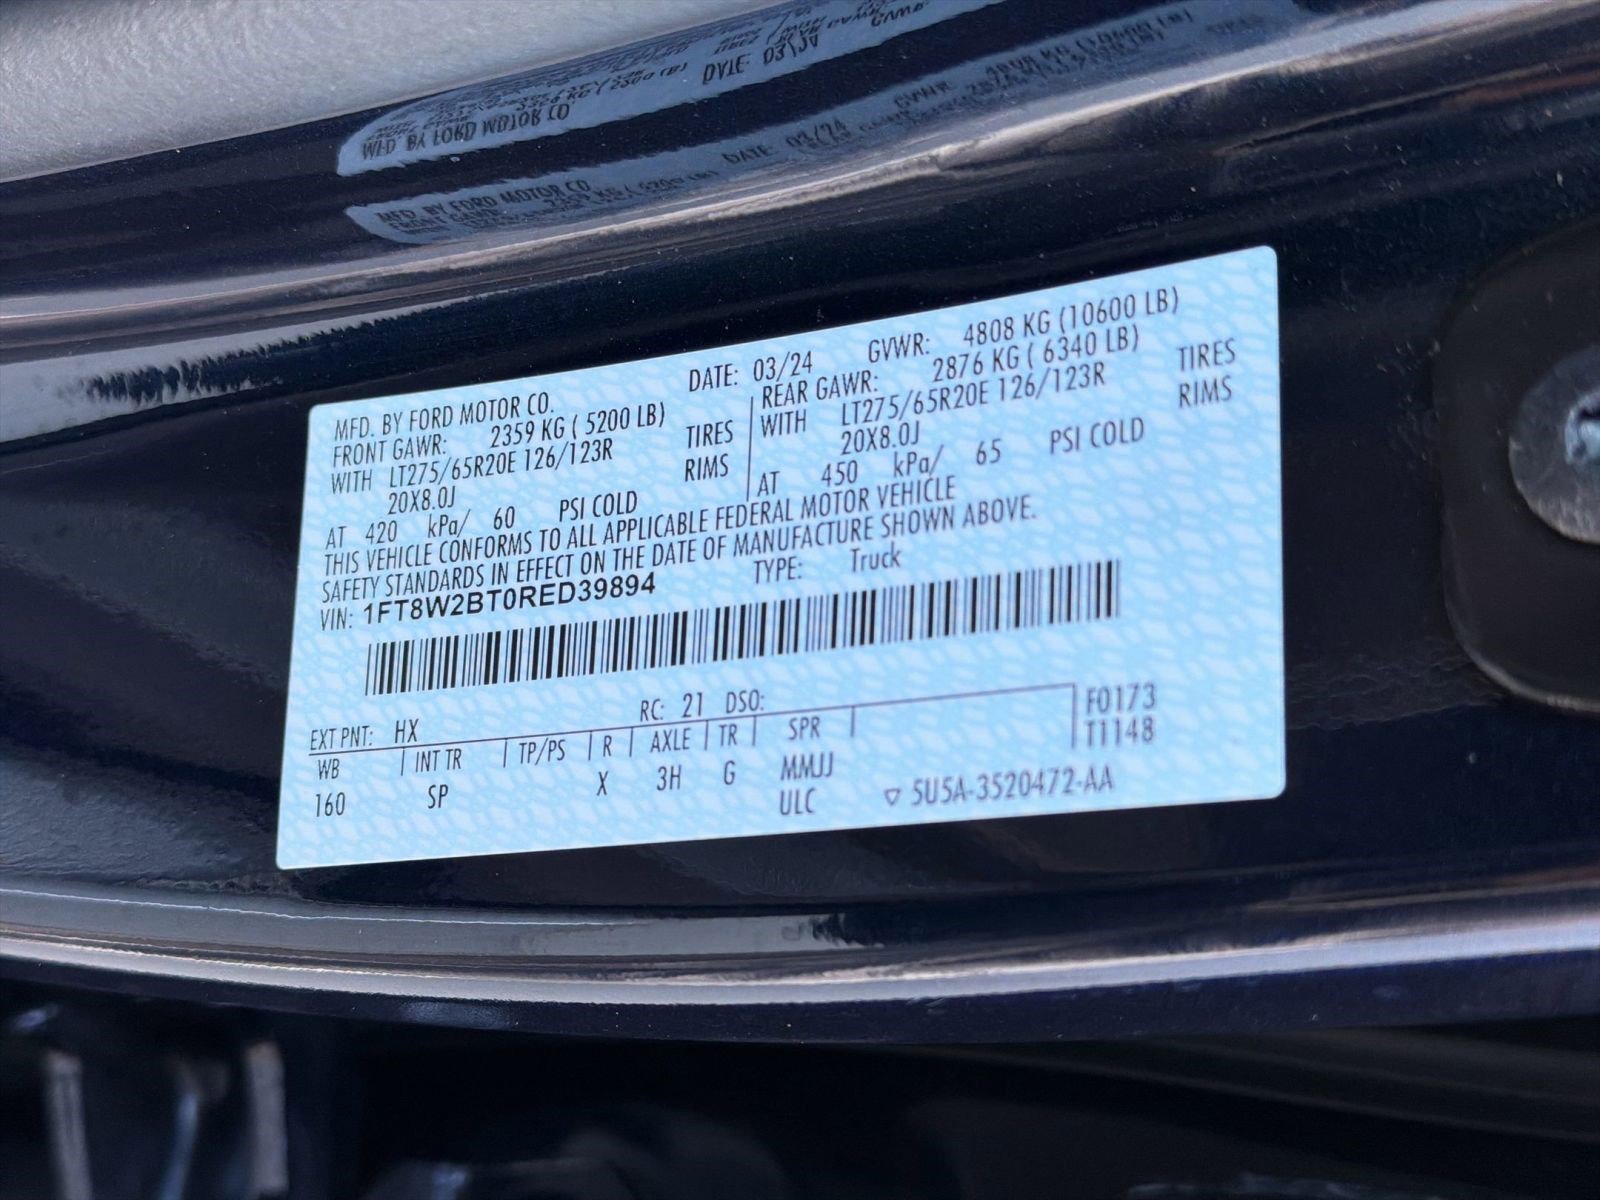 MFD. BY FORD MOTOR CO. DATE: 03/24 GVWR: 4808 KG (10600 LB)
FRONT GAWR: 2359 KG ( 5200 LB) REAR GAWR: 2876 KG ( 6340 LB)
WITH LT275/65R20E 126/123R TIRES WITH LT275/65R20E 126/123R TIRES
20X8.0J RIMS 20X8.0J RIMS
AT 420 kPa/ 60 PSI COLD AT 450 kPa/ 65 PSI COLD
THIS VEHICLE CONFORMS TO ALL APPLICABLE FEDERAL MOTOR VEHICLE
SAFETY STANDARDS IN EFFECT ON THE DATE OF MANUFACTURE SHOWN ABOVE.
VIN: 1FT8W2BT0RED39894 TYPE: Truck
EXT PNT: HX RC: 21 DSO: F0173
WB INT TR TP/PS R AXLE TR SPR T1148
160 SP X 3H G MMJJ
ULC 5U5A-3520472-AA